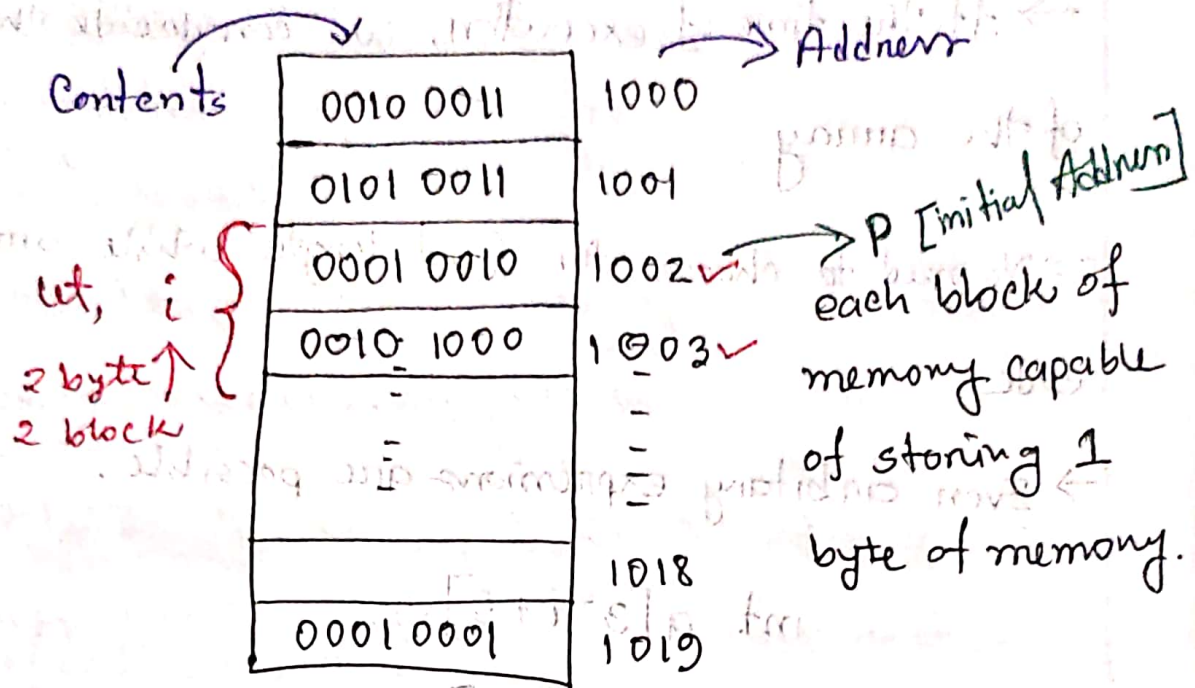 Contents
Address
0010 0011 1000
0101 0011 1001
0001 0010 1002
P [initial Address]
0010 1000 1003
let, i
2 byte
2 block
each block of
memory capable
of storing 1
byte of memory.
1018
0001 0001 1019